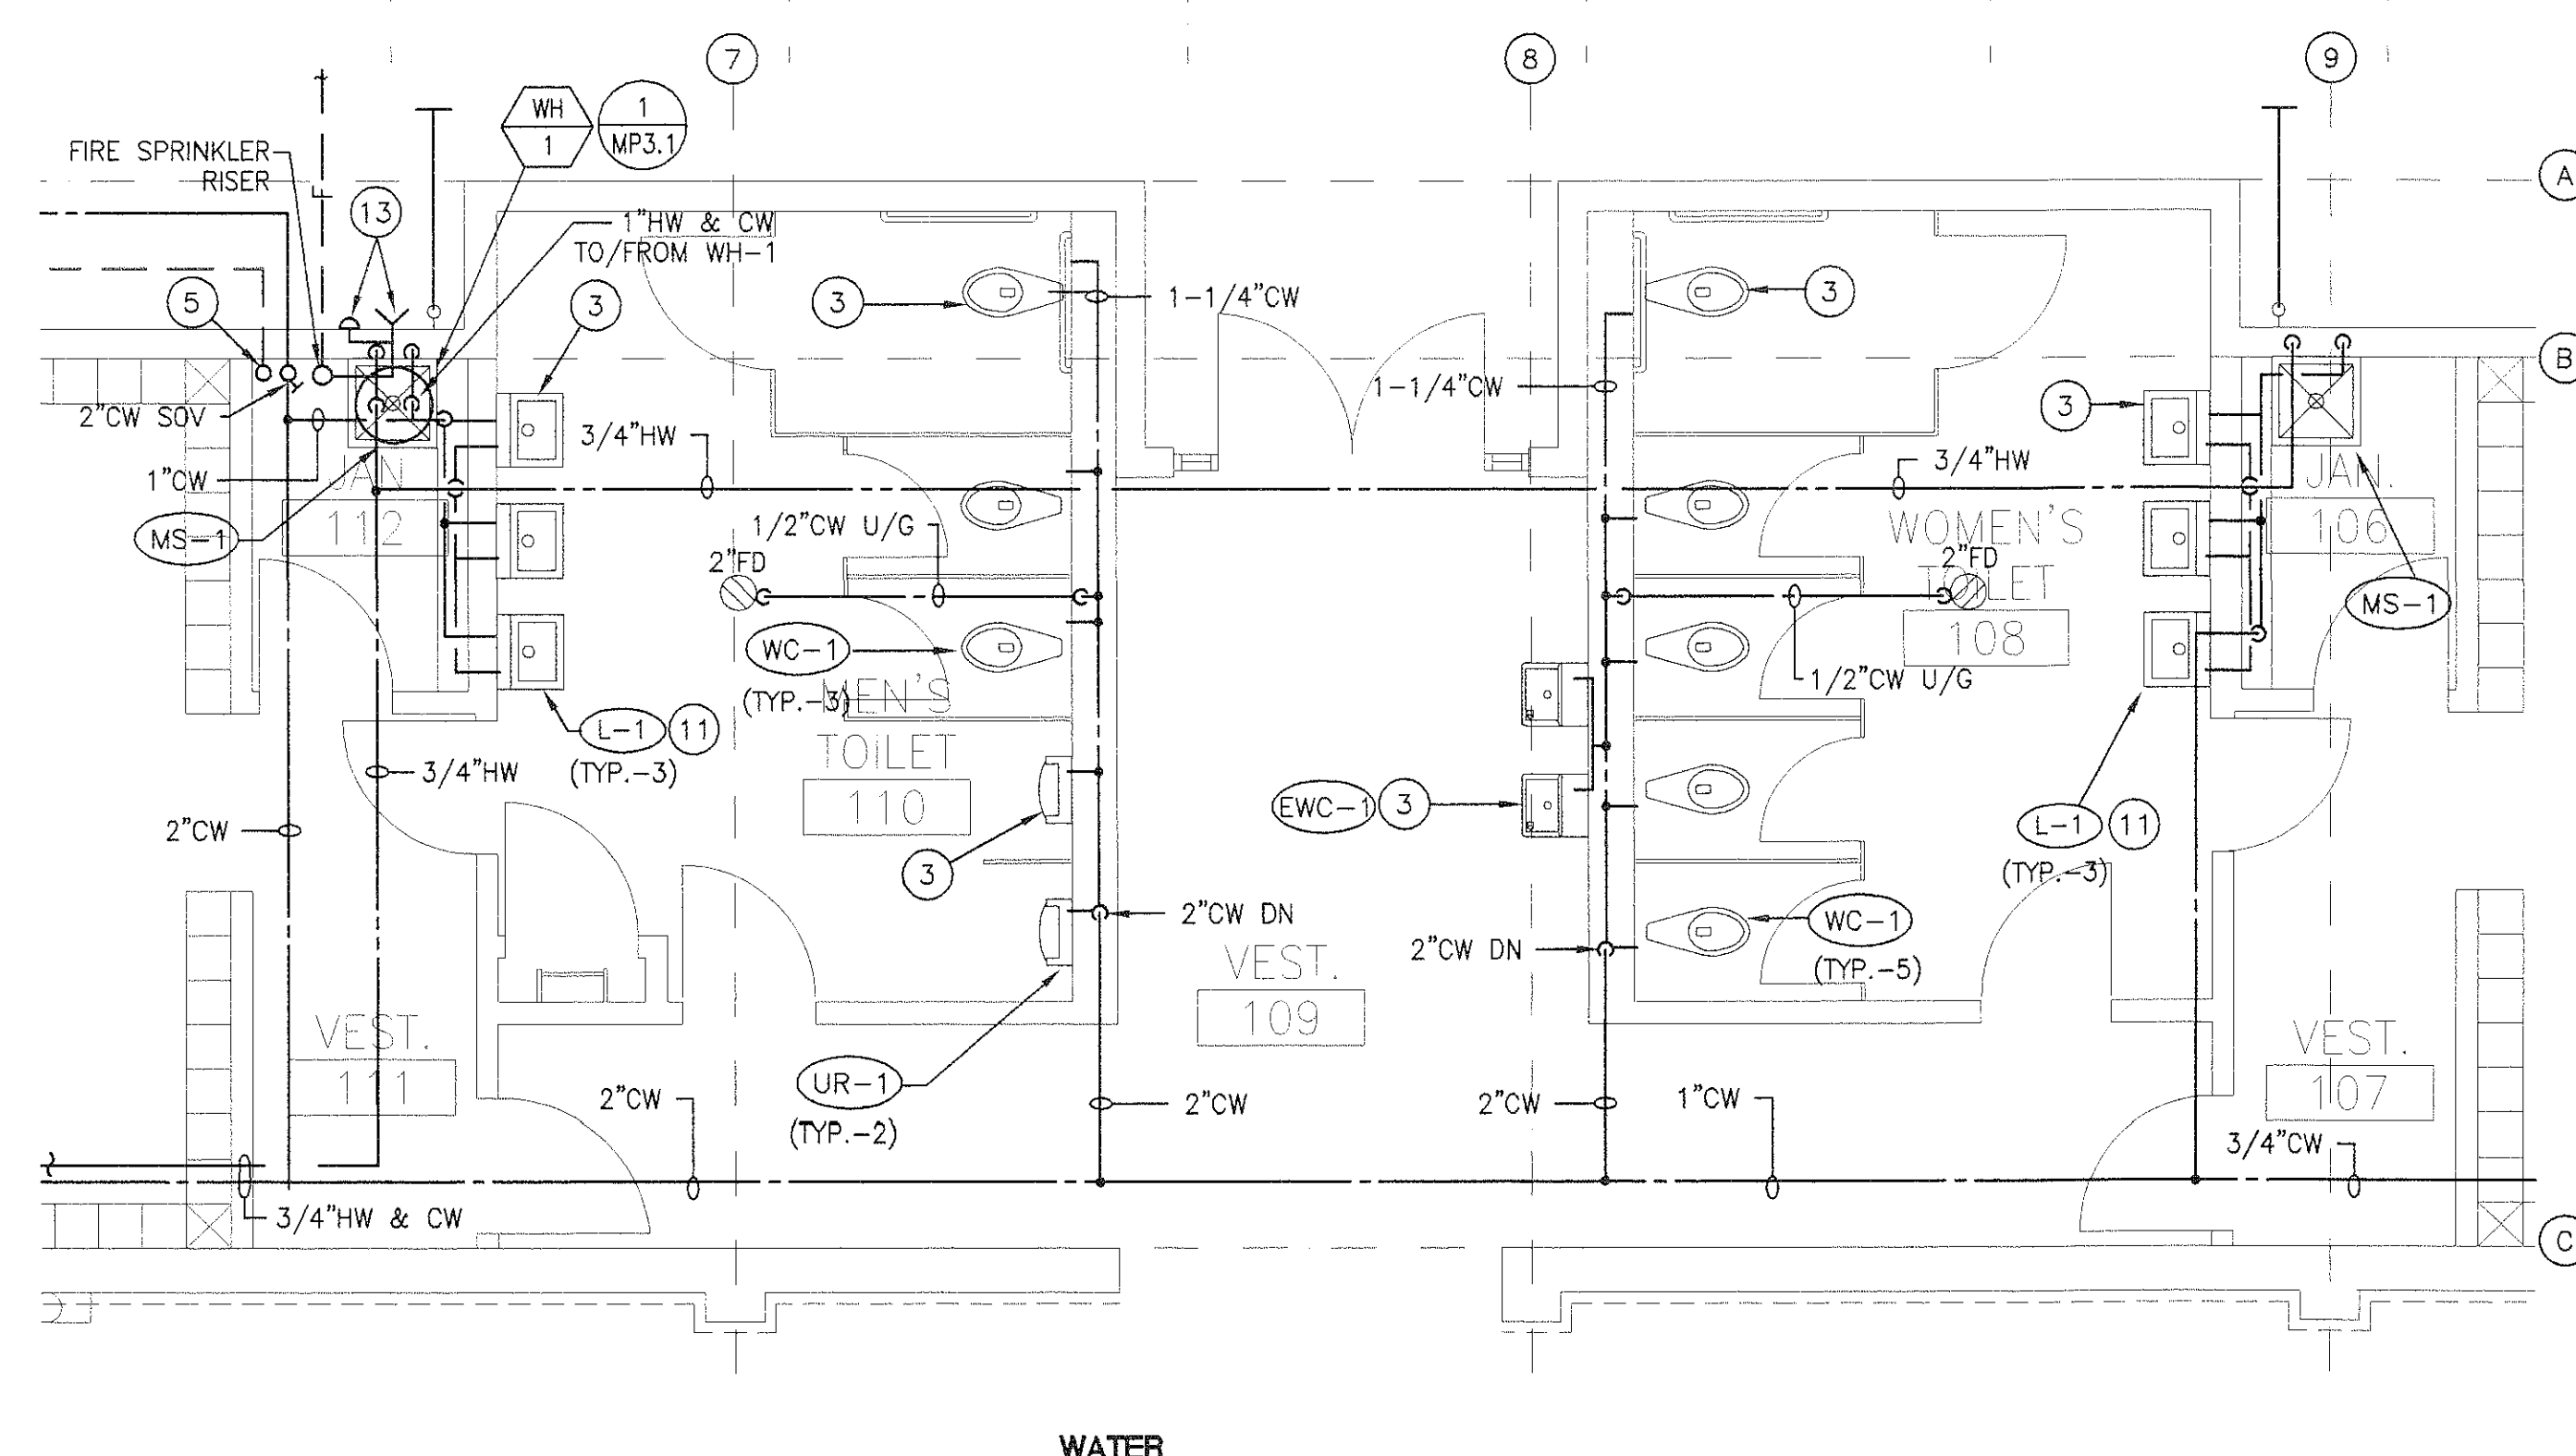 7
8
9
WH
1
1
MP3.1
A
FIRE SPRINKLER
RISER
F
13
1"HW & CW
TO/FROM WH-1
5
3
3
1-1/4"CW
3
B
2"CW SOV
1-1/4"CW
3
3/4"HW
3/4"HW
1"CW
JAN
112
MS-1
1/2"CW U/G
2"FD
WOMEN'S
TOILET
108
2"FD
JAN.
106
MS-1
WC-1
(TYP.-3)
MEN'S
TOILET
110
1/2"CW U/G
L-1
11
(TYP.-3)
3/4"HW
2"CW
EWC-1
3
L-1
11
(TYP.-3)
3
2"CW DN
WC-1
(TYP.-5)
2"CW DN
VEST.
109
VEST.
111
VEST.
107
UR-1
(TYP.-2)
2"CW
2"CW
2"CW
1"CW
3/4"CW
3/4"HW & CW
C
WATER